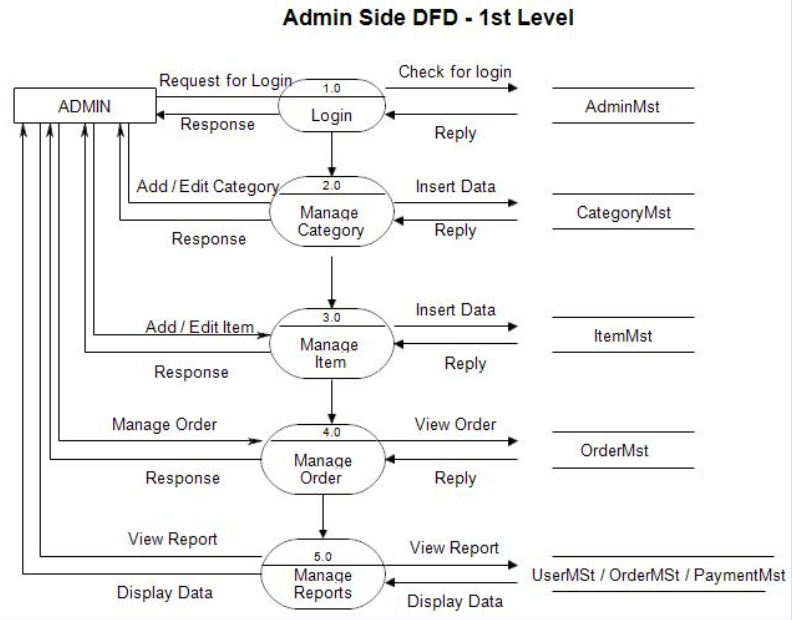 Admin Side DFD - 1st Level
Request for Login
1.0
Check for login
ADMIN
Login
AdminMst
Response
Reply
Add / Edit Category
2.0
Insert Data
Manage
Category
CategoryMst
Response
Reply
3.0
Insert Data
Add / Edit Item
Manage
Item
ItemMst
Response
Reply
Manage Order
4.0
View Order
Manage
Order
OrderMst
Response
Reply
View Report
5.0
View Report
Manage
Reports
UserMSt / OrderMSt / PaymentMst
Display Data
Display Data